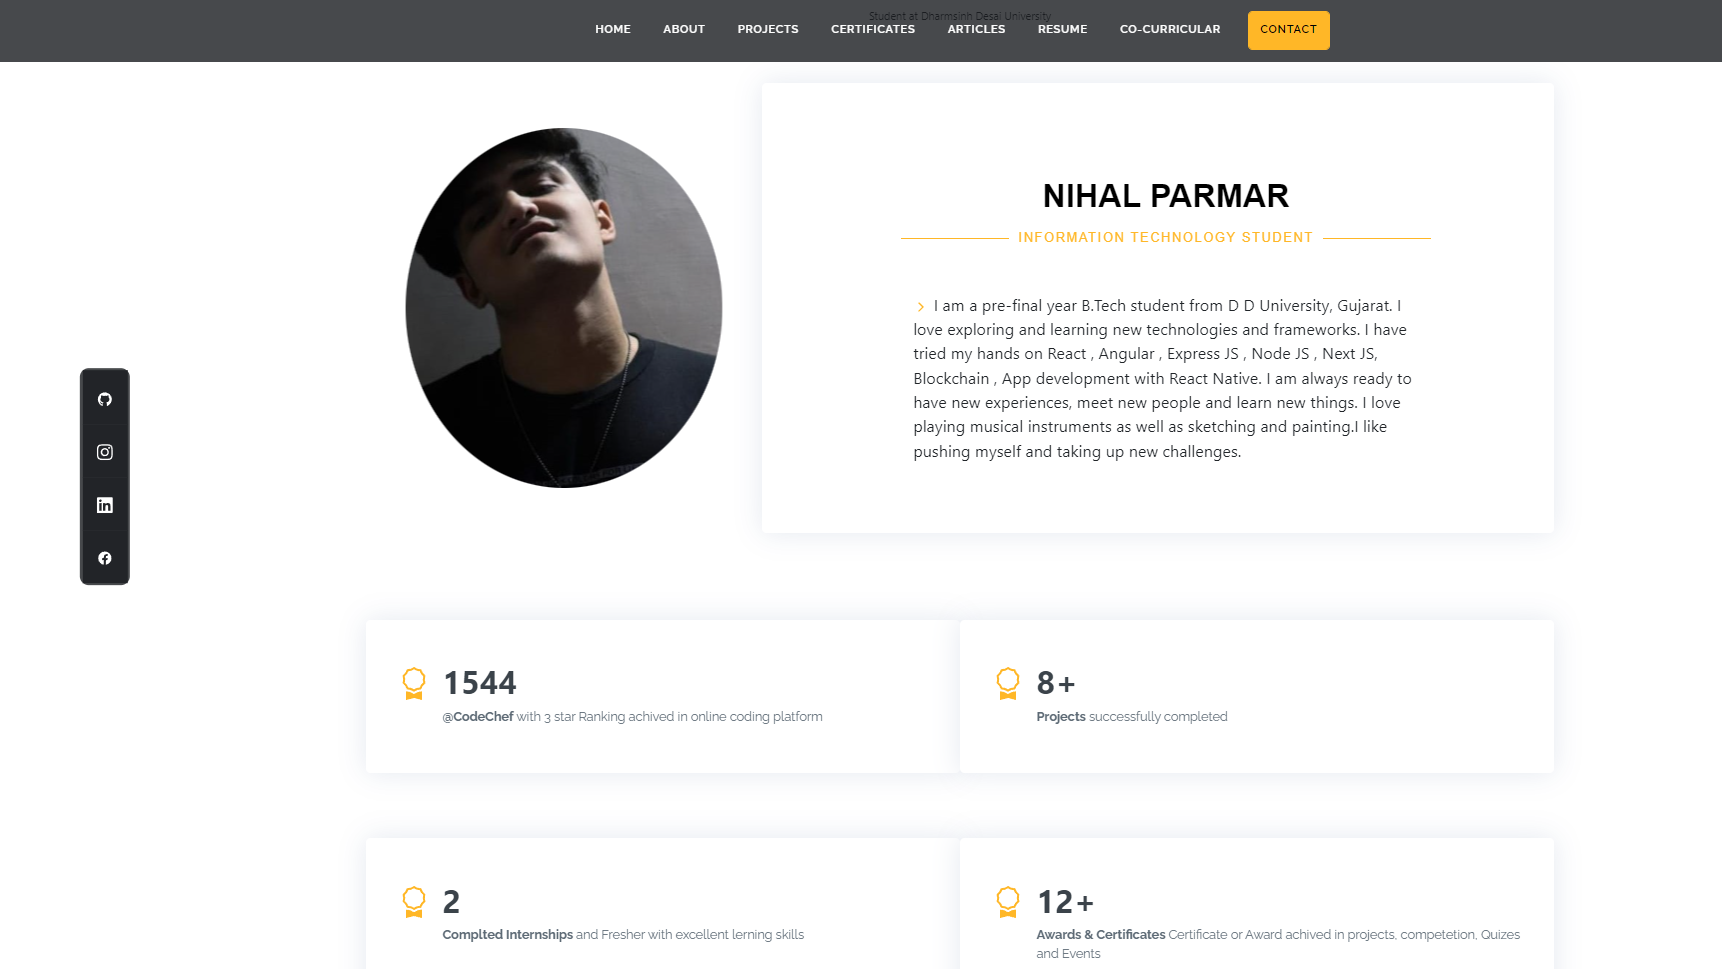 Student at Dharmsinh Desai University
HOME ABOUT PROJECTS CERTIFICATES ARTICLES RESUME CO-CURRICULAR CONTACT
NIHAL PARMAR
INFORMATION TECHNOLOGY STUDENT
I am a pre-final year B.Tech student from D D University, Gujarat. I
love exploring and learning new technologies and frameworks. I have
tried my hands on React , Angular , Express JS , Node JS , Next JS,
Blockchain , App development with React Native. I am always ready to
have new experiences, meet new people and learn new things. I love
playing musical instruments as well as sketching and painting.I like
pushing myself and taking up new challenges.
1544
@CodeChef with 3 star Ranking achived in online coding platform
8+
Projects successfully completed
2
Complted Internships and Fresher with excellent lerning skills
12+
Awards & Certificates Certificate or Award achived in projects, competetion, Quizes
and Events